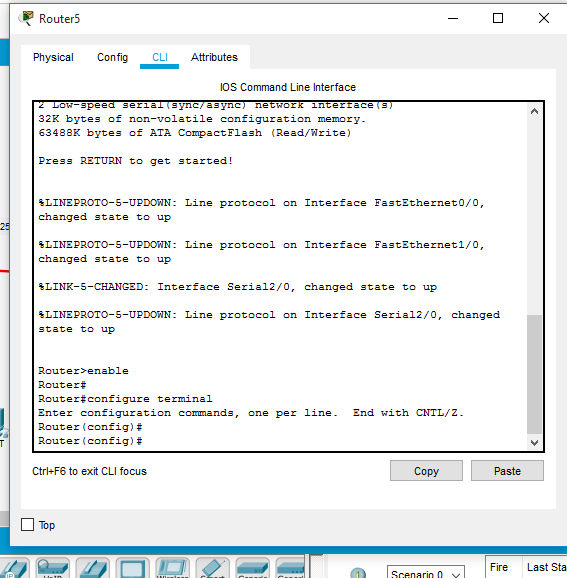 Router5
Physical Config CLI Attributes
IOS Command Line Interface
2 Low-speed serial(sync/async) network interface(s)
32K bytes of non-volatile configuration memory.
63488K bytes of ATA CompactFlash (Read/Write)
Press RETURN to get started!
%LINEPROTO-5-UPDOWN: Line protocol on Interface FastEthernet0/0,
changed state to up
%LINEPROTO-5-UPDOWN: Line protocol on Interface FastEthernet1/0,
changed state to up
%LINK-5-CHANGED: Interface Serial2/0, changed state to up
%LINEPROTO-5-UPDOWN: Line protocol on Interface Serial2/0, changed
state to up
Router>enable
Router#
Router#configure terminal
Enter configuration commands, one per line.  End with CNTL/Z.
Router(config)#
Router(config)#
Ctrl+F6 to exit CLI focus
Copy Paste
Top
Scenario 0
Fire Last Sta